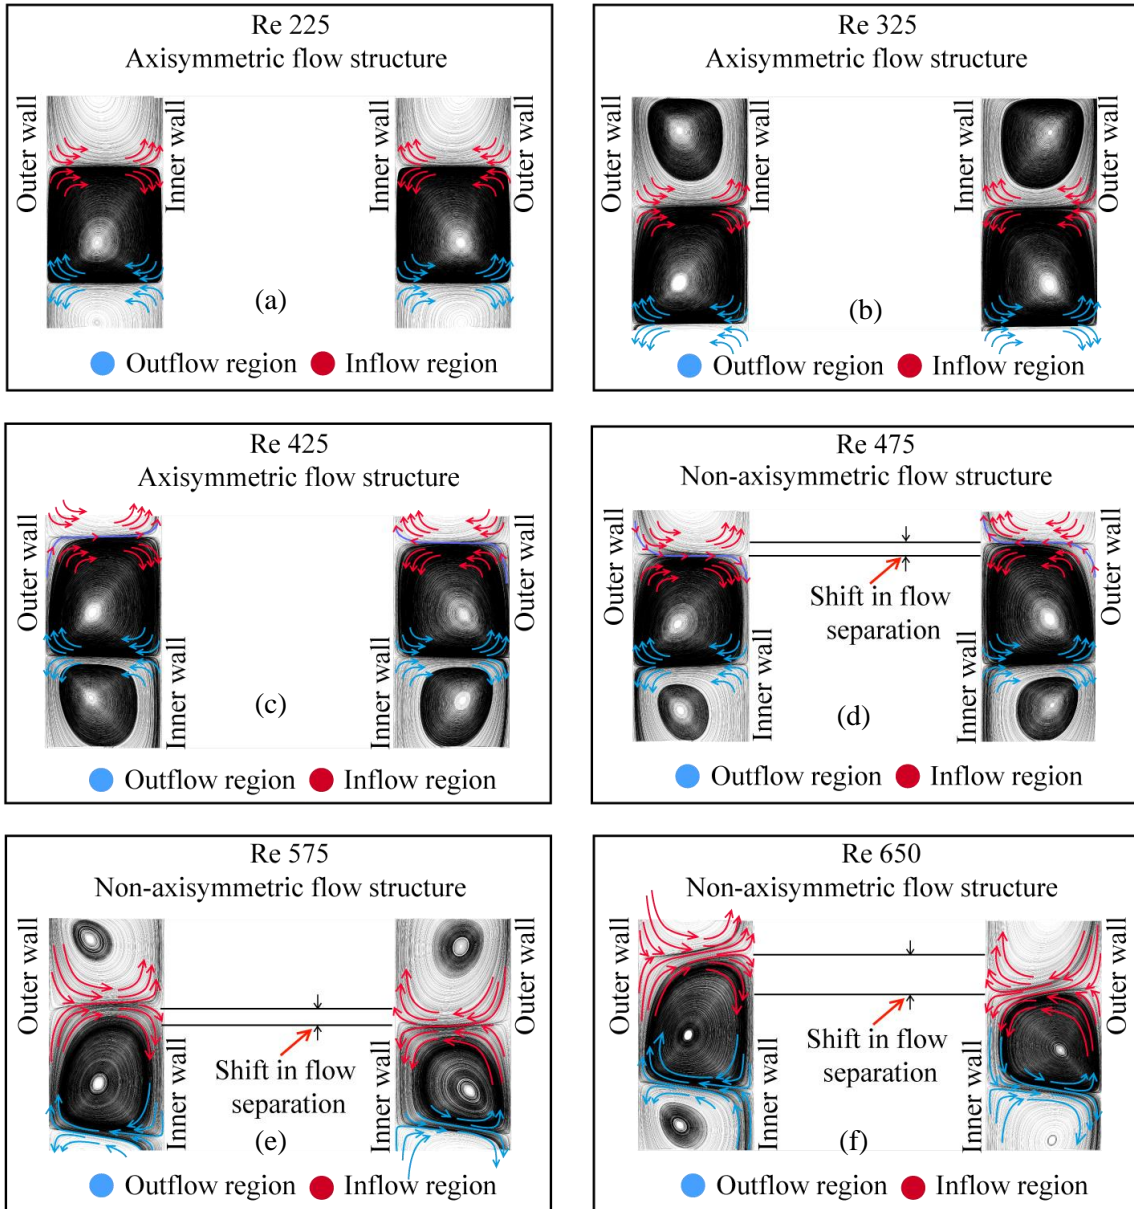 Re 225
Axisymmetric flow structure
Outer wall
Inner wall
Inner wall
Outer wall
(a)
Outflow region
Inflow region
Re 325
Axisymmetric flow structure
Outer wall
Inner wall
Inner wall
Outer wall
(b)
Outflow region
Inflow region
Re 425
Axisymmetric flow structure
Outer wall
Inner wall
Inner wall
Outer wall
(c)
Outflow region
Inflow region
Re 475
Non-axisymmetric flow structure
Outer wall
Inner wall
Inner wall
Outer wall
Shift in flow
separation
(d)
Outflow region
Inflow region
Re 575
Non-axisymmetric flow structure
Outer wall
Inner wall
Inner wall
Outer wall
Shift in flow
separation
(e)
Outflow region
Inflow region
Re 650
Non-axisymmetric flow structure
Outer wall
Inner wall
Inner wall
Outer wall
Shift in flow
separation
(f)
Outflow region
Inflow region